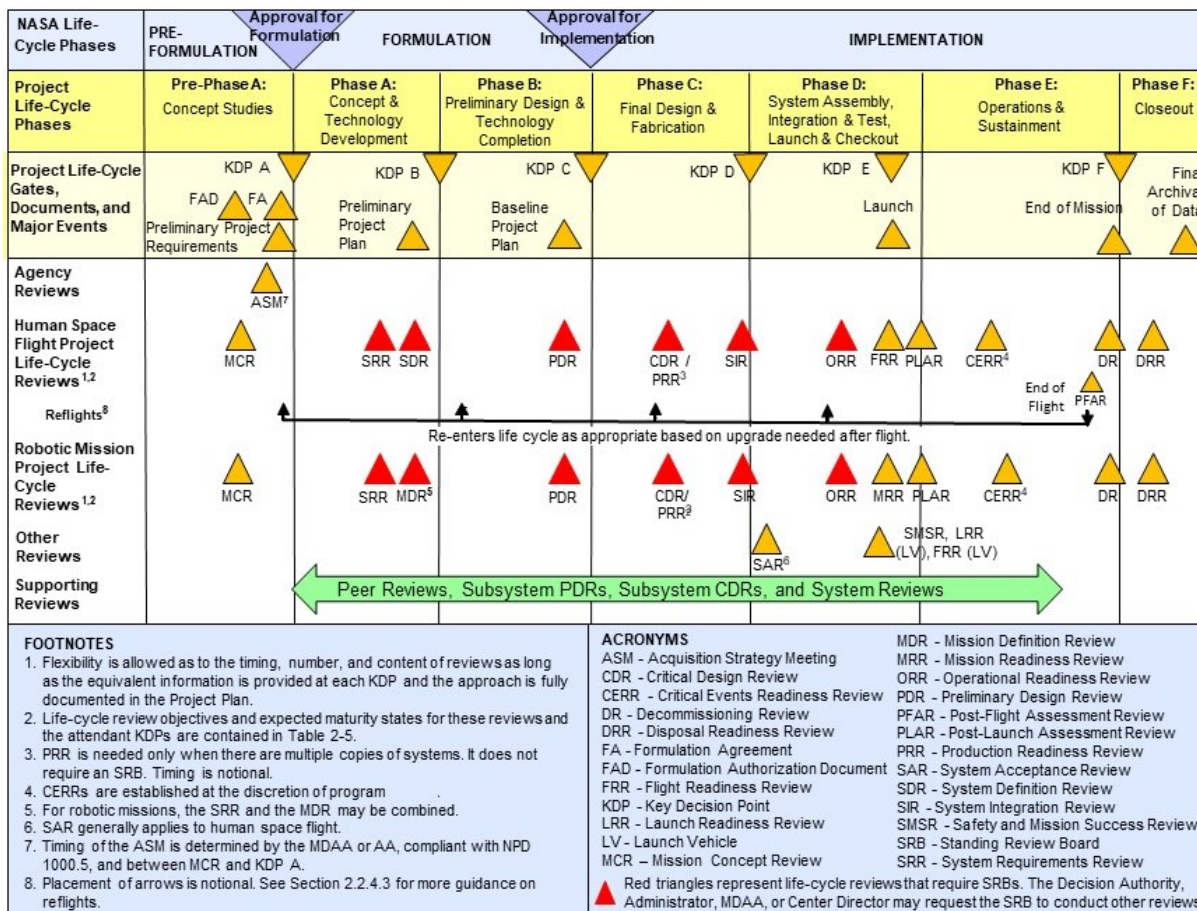 NASA Life-
Cycle Phases
PRE-
FORMULATION
Approval for
Formulation
FORMULATION
Approval for
Implementation
IMPLEMENTATION
Project
Life-Cycle
Phases
Pre-Phase A:
Concept Studies
Phase A:
Concept &
Technology
Development
Phase B:
Preliminary Design &
Technology
Completion
Phase C:
Final Design &
Fabrication
Phase D:
System Assembly,
Integration & Test,
Launch & Checkout
Phase E:
Operations &
Sustainment
Phase F:
Closeout
Project Life-Cycle
Gates,
Documents, and
Major Events
KDP A
KDP B
KDP C
KDP D
KDP E
KDP F
FAD
FA
Preliminary Project
Requirements
Preliminary
Project
Plan
Baseline
Project
Plan
Launch
End of Mission
Final
Archival
of Data
Agency
Reviews
ASM7
Human Space
Flight Project
Life-Cycle
Reviews1,2
MCR
SRR
SDR
PDR
CDR /
PRR3
SIR
ORR
FRR
PLAR
CERR4
DR
DRR
Reflights8
End of
Flight
PFAR
Re-enters life cycle as appropriate based on upgrade needed after flight.
Robotic Mission
Project Life-
Cycle
Reviews1,2
MCR
SRR
MDR5
PDR
CDR/
PRR3
SIR
ORR
MRR
PLAR
CERR4
DR
DRR
Other
Reviews
SAR6
SMSR, LRR
(LV), FRR (LV)
Supporting
Reviews
Peer Reviews, Subsystem PDRs, Subsystem CDRs, and System Reviews
FOOTNOTES
1. Flexibility is allowed as to the timing, number, and content of reviews as long
as the equivalent information is provided at each KDP and the approach is fully
documented in the Project Plan.
2. Life-cycle review objectives and expected maturity states for these reviews and
the attendant KDPs are contained in Table 2-5.
3. PRR is needed only when there are multiple copies of systems. It does not
require an SRB. Timing is notional.
4. CERRs are established at the discretion of program .
5. For robotic missions, the SRR and the MDR may be combined.
6. SAR generally applies to human space flight.
7. Timing of the ASM is determined by the MDAA or AA, compliant with NPD
1000.5, and between MCR and KDP A.
8. Placement of arrows is notional. See Section 2.2.4.3 for more guidance on
reflights.
ACRONYMS
ASM - Acquisition Strategy Meeting
CDR - Critical Design Review
CERR - Critical Events Readiness Review
DR - Decommissioning Review
DRR - Disposal Readiness Review
FA - Formulation Agreement
FAD - Formulation Authorization Document
FRR - Flight Readiness Review
KDP - Key Decision Point
LRR - Launch Readiness Review
LV - Launch Vehicle
MCR – Mission Concept Review
MDR - Mission Definition Review
MRR - Mission Readiness Review
ORR - Operational Readiness Review
PDR - Preliminary Design Review
PFAR - Post-Flight Assessment Review
PLAR - Post-Launch Assessment Review
PRR - Production Readiness Review
SAR - System Acceptance Review
SDR - System Definition Review
SIR - System Integration Review
SMSR - Safety and Mission Success Review
SRB - Standing Review Board
SRR - System Requirements Review
Red triangles represent life-cycle reviews that require SRBs. The Decision Authority,
Administrator, MDAA, or Center Director may request the SRB to conduct other reviews